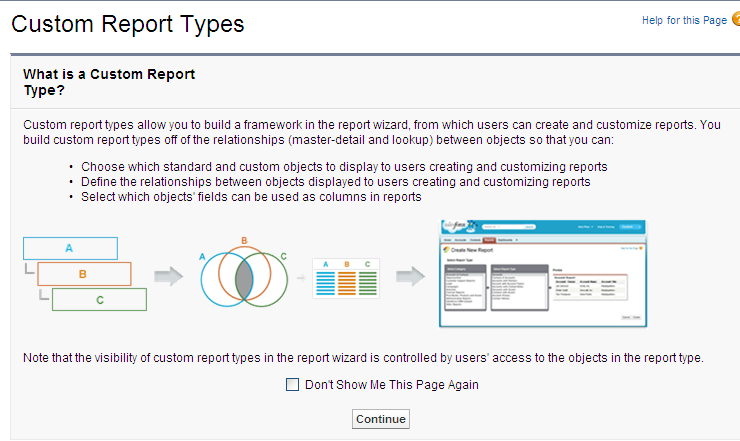 Custom Report Types
Help for this Page
What is a Custom Report
Type?
Custom report types allow you to build a framework in the report wizard, from which users can create and customize reports. You
build custom report types off of the relationships (master-detail and lookup) between objects so that you can:
• Choose which standard and custom objects to display to users creating and customizing reports
• Define the relationships between objects displayed to users creating and customizing reports
• Select which objects' fields can be used as columns in reports
A
B
C
B
A
C
A B C
Create New Report
Note that the visibility of custom report types in the report wizard is controlled by users' access to the objects in the report type.
Don't Show Me This Page Again
Continue